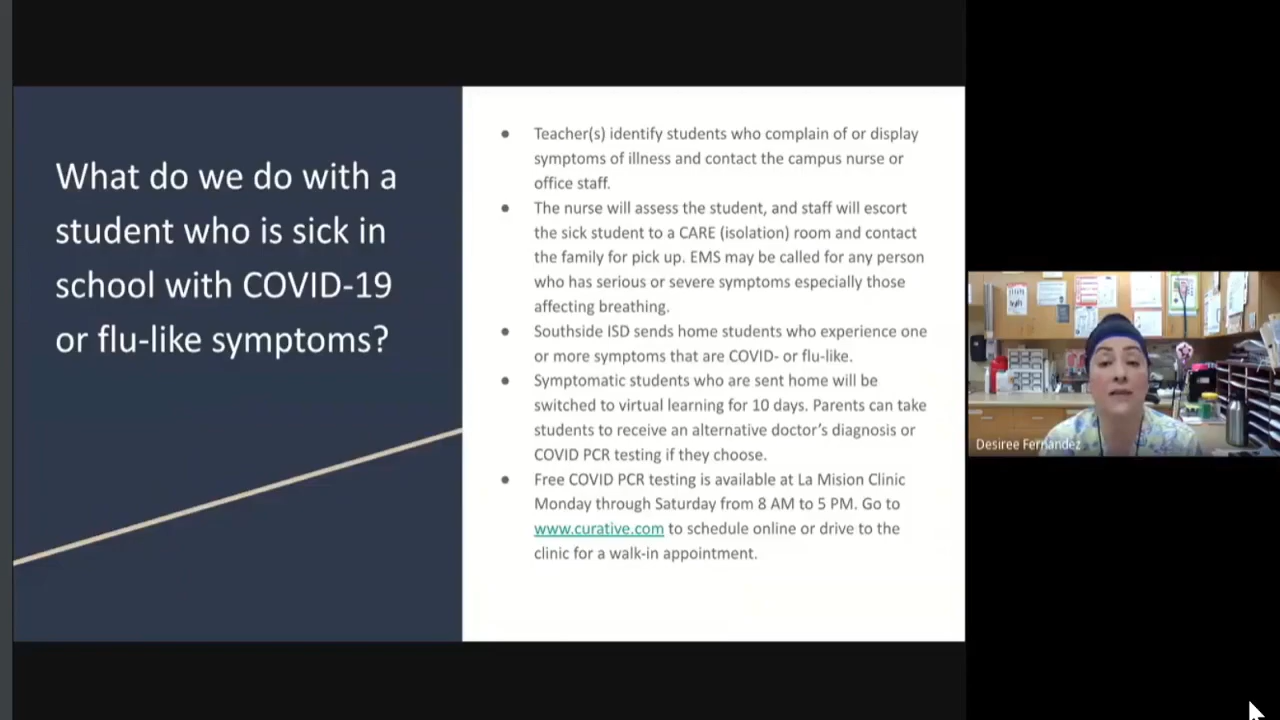 What do we do with a
student who is sick in
school with COVID-19
or flu-like symptoms?
● Teacher(s) identify students who complain of or display
symptoms of illness and contact the campus nurse or
office staff.
● The nurse will assess the student, and staff will escort
the sick student to a CARE (isolation) room and contact
the family for pick up. EMS may be called for any person
who has serious or severe symptoms especially those
affecting breathing.
● Southside ISD sends home students who experience one
or more symptoms that are COVID- or flu-like.
● Symptomatic students who are sent home will be
switched to virtual learning for 10 days. Parents can take
students to receive an alternative doctor’s diagnosis or
COVID PCR testing if they choose.
● Free COVID PCR testing is available at La Mision Clinic
Monday through Saturday from 8 AM to 5 PM. Go to
www.curative.com to schedule online or drive to the
clinic for a walk-in appointment.
Desiree Fernandez